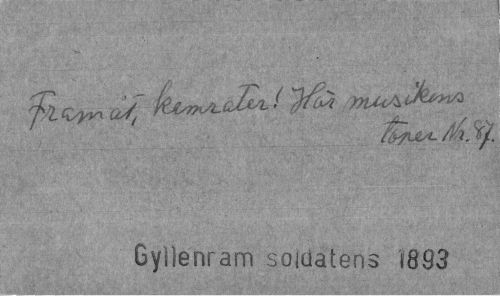 Framåt, kamrater! Hör musikens
toner Nr. 87.
Gyllenram soldatens 1893